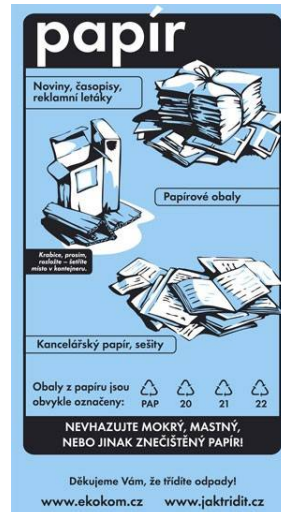 papír
Noviny, časopisy,
reklamní letáky
Papírové obaly
Krabice, prosím,
rozložte – šetříte
místo v kontejneru.
Kancelářský papír, sešity
Obaly z papíru jsou
obvykle označeny:
PAP 20 21 22
NEVHAZUJTE MOKRÝ, MASTNÝ,
NEBO JINAK ZNEČIŠTĚNÝ PAPÍR!
Děkujeme Vám, že třídíte odpady!
www.ekokom.cz www.jaktridit.cz